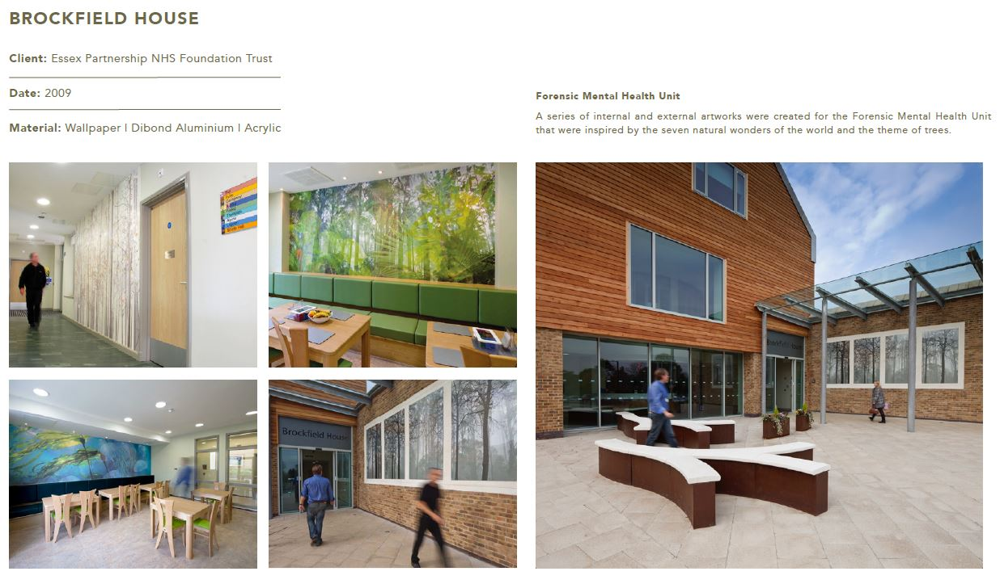 BROCKFIELD HOUSE
Client: Essex Partnership NHS Foundation Trust
Date: 2009
Material: Wallpaper | Dibond Aluminium | Acrylic
Forensic Mental Health Unit
A series of internal and external artworks were created for the Forensic Mental Health Unit
that were inspired by the seven natural wonders of the world and the theme of trees.
Brockfield House
Brockfield House